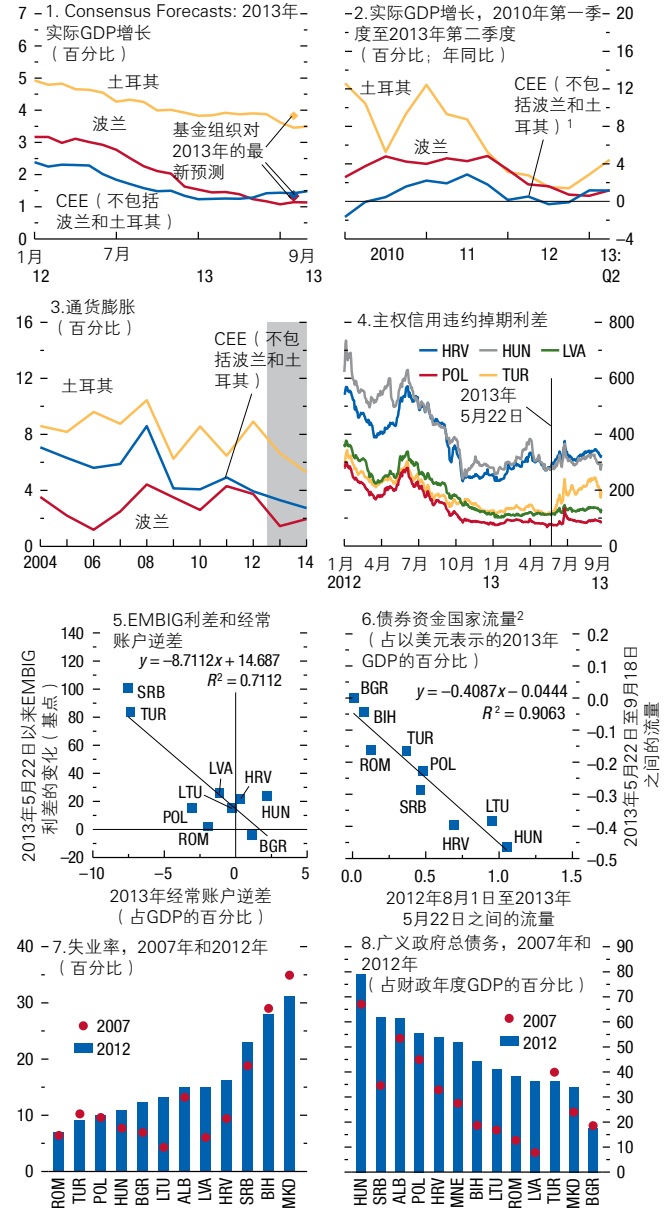 1. Consensus Forecasts: 2013年
实际GDP增长
（百分比）
7
6
5
4
3
2
1
0
土耳其
波兰
基金组织对
2013年的最
新预测
CEE（不包括
波兰和土耳其）
1月
12
7月
13
9月
13
2.实际GDP增长，2010年第一季
度至2013年第二季度
（百分比；年同比）
20
16
12
8
4
0
–4
土耳其
CEE（不包
括波兰和土
耳其）1
波兰
2010
11
12
13:
Q2
3.通货膨胀
（百分比）
16
12
8
4
0
CEE（不包
括波兰和土
耳其）
土耳其
波兰
2004 06 08 10 12 14
4.主权信用违约掉期利差
800
600
400
200
0
HRV HUN LVA
POL TUR
2013年
5月22日
1月 4月 7月 10月 1月 4月 7月 9月
2012 13 13
5.EMBIG利差和经常
账户逆差
y = –8.7112x + 14.687
R² = 0.7112
140
120
100
80
60
40
20
0
–20
2013年5月22日以来EMBIG
利差的变化（基点）
SRB
TUR
LVA
HRV
LTU
POL
HUN
ROM
BGR
–10 –5 0 5
2013年经常账户逆差
（占GDP的百分比）
6.债券资金国家流量2
（占以美元表示的2013年
GDP的百分比）
y = –0.4087x – 0.0444
R² = 0.9063
0.2
0.1
0.0
–0.1
–0.2
–0.3
–0.4
–0.5
2013年5月22日至9月18日
之间的流量
BGR
BIH
ROM
TUR
POL
SRB
LTU
HRV
HUN
0.0 0.5 1.0 1.5
2012年8月1日至2013年
5月22日之间的流量
7.失业率，2007年和2012年
（百分比）
40
30
20
10
0
2007
2012
ROM TUR POL HUN BGR LTU ALB LVA HRV SRB BIH MKD
8.广义政府总债务，2007年和
2012年
（占财政年度GDP的百分比）
90
80
70
60
50
40
30
20
10
0
2007
2012
HUN SRB ALB POL HRV MNE BIH LTU ROM LVA TUR MKD BGR